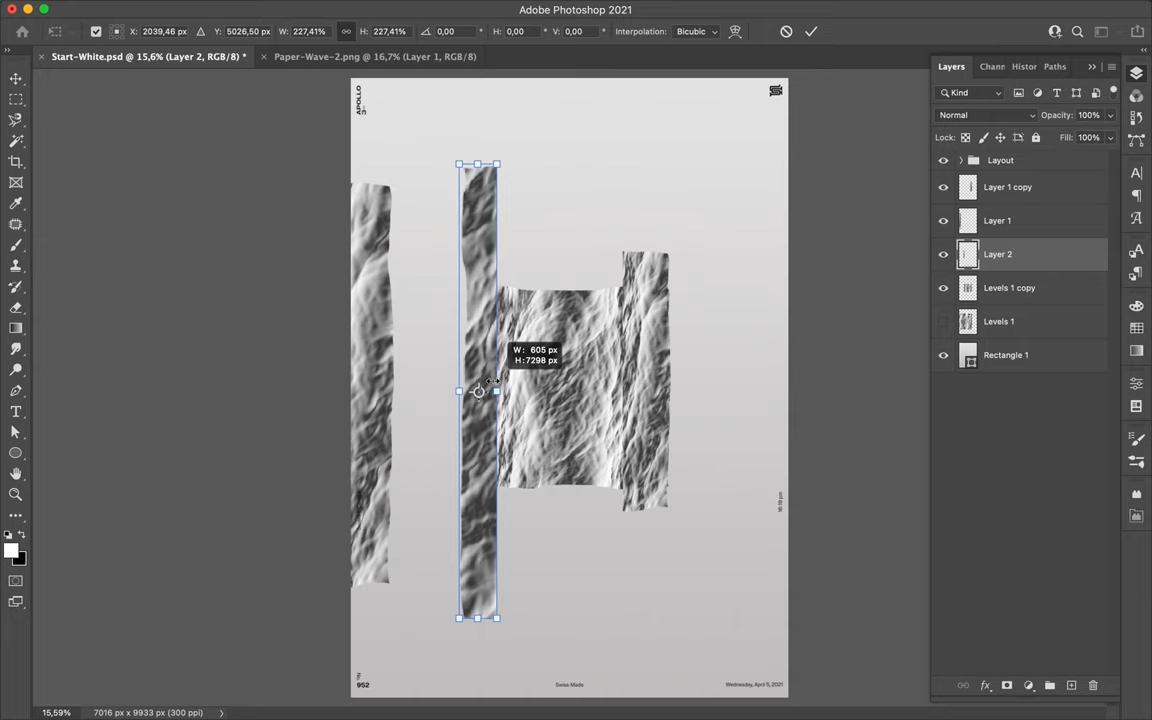 Adobe Photoshop 2021
X: 2039,46 px
Y: 5026,50 px
W: 227,41%
H: 227,41%
0,00 °
H: 0,00 °
V: 0,00 °
Interpolation: Bicubic
Start-White.psd @ 15,6% (Layer 2, RGB/8) *
Paper-Wave-2.png @ 16,7% (Layer 1, RGB/8)
Layers
Chann
Histor
Paths
Kind
Normal
Opacity: 100%
Lock:
Fill: 100%
Layout
Layer 1 copy
Layer 1
Layer 2
Levels 1 copy
Levels 1
Rectangle 1
APOLLO
W: 605 px
H:7298 px
952
Swiss Made
Wednesday, April 5, 2021
15,59%
7016 px x 9933 px (300 ppi)